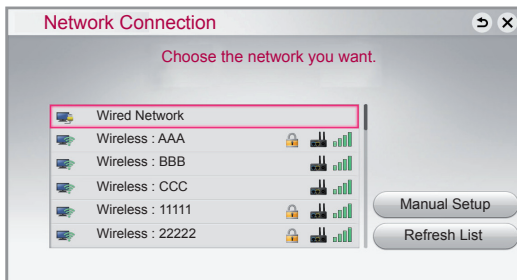 Network Connection
Choose the network you want.
Wired Network
Wireless : AAA
Wireless : BBB
Wireless : CCC
Wireless : 11111
Wireless : 22222
Manual Setup
Refresh List